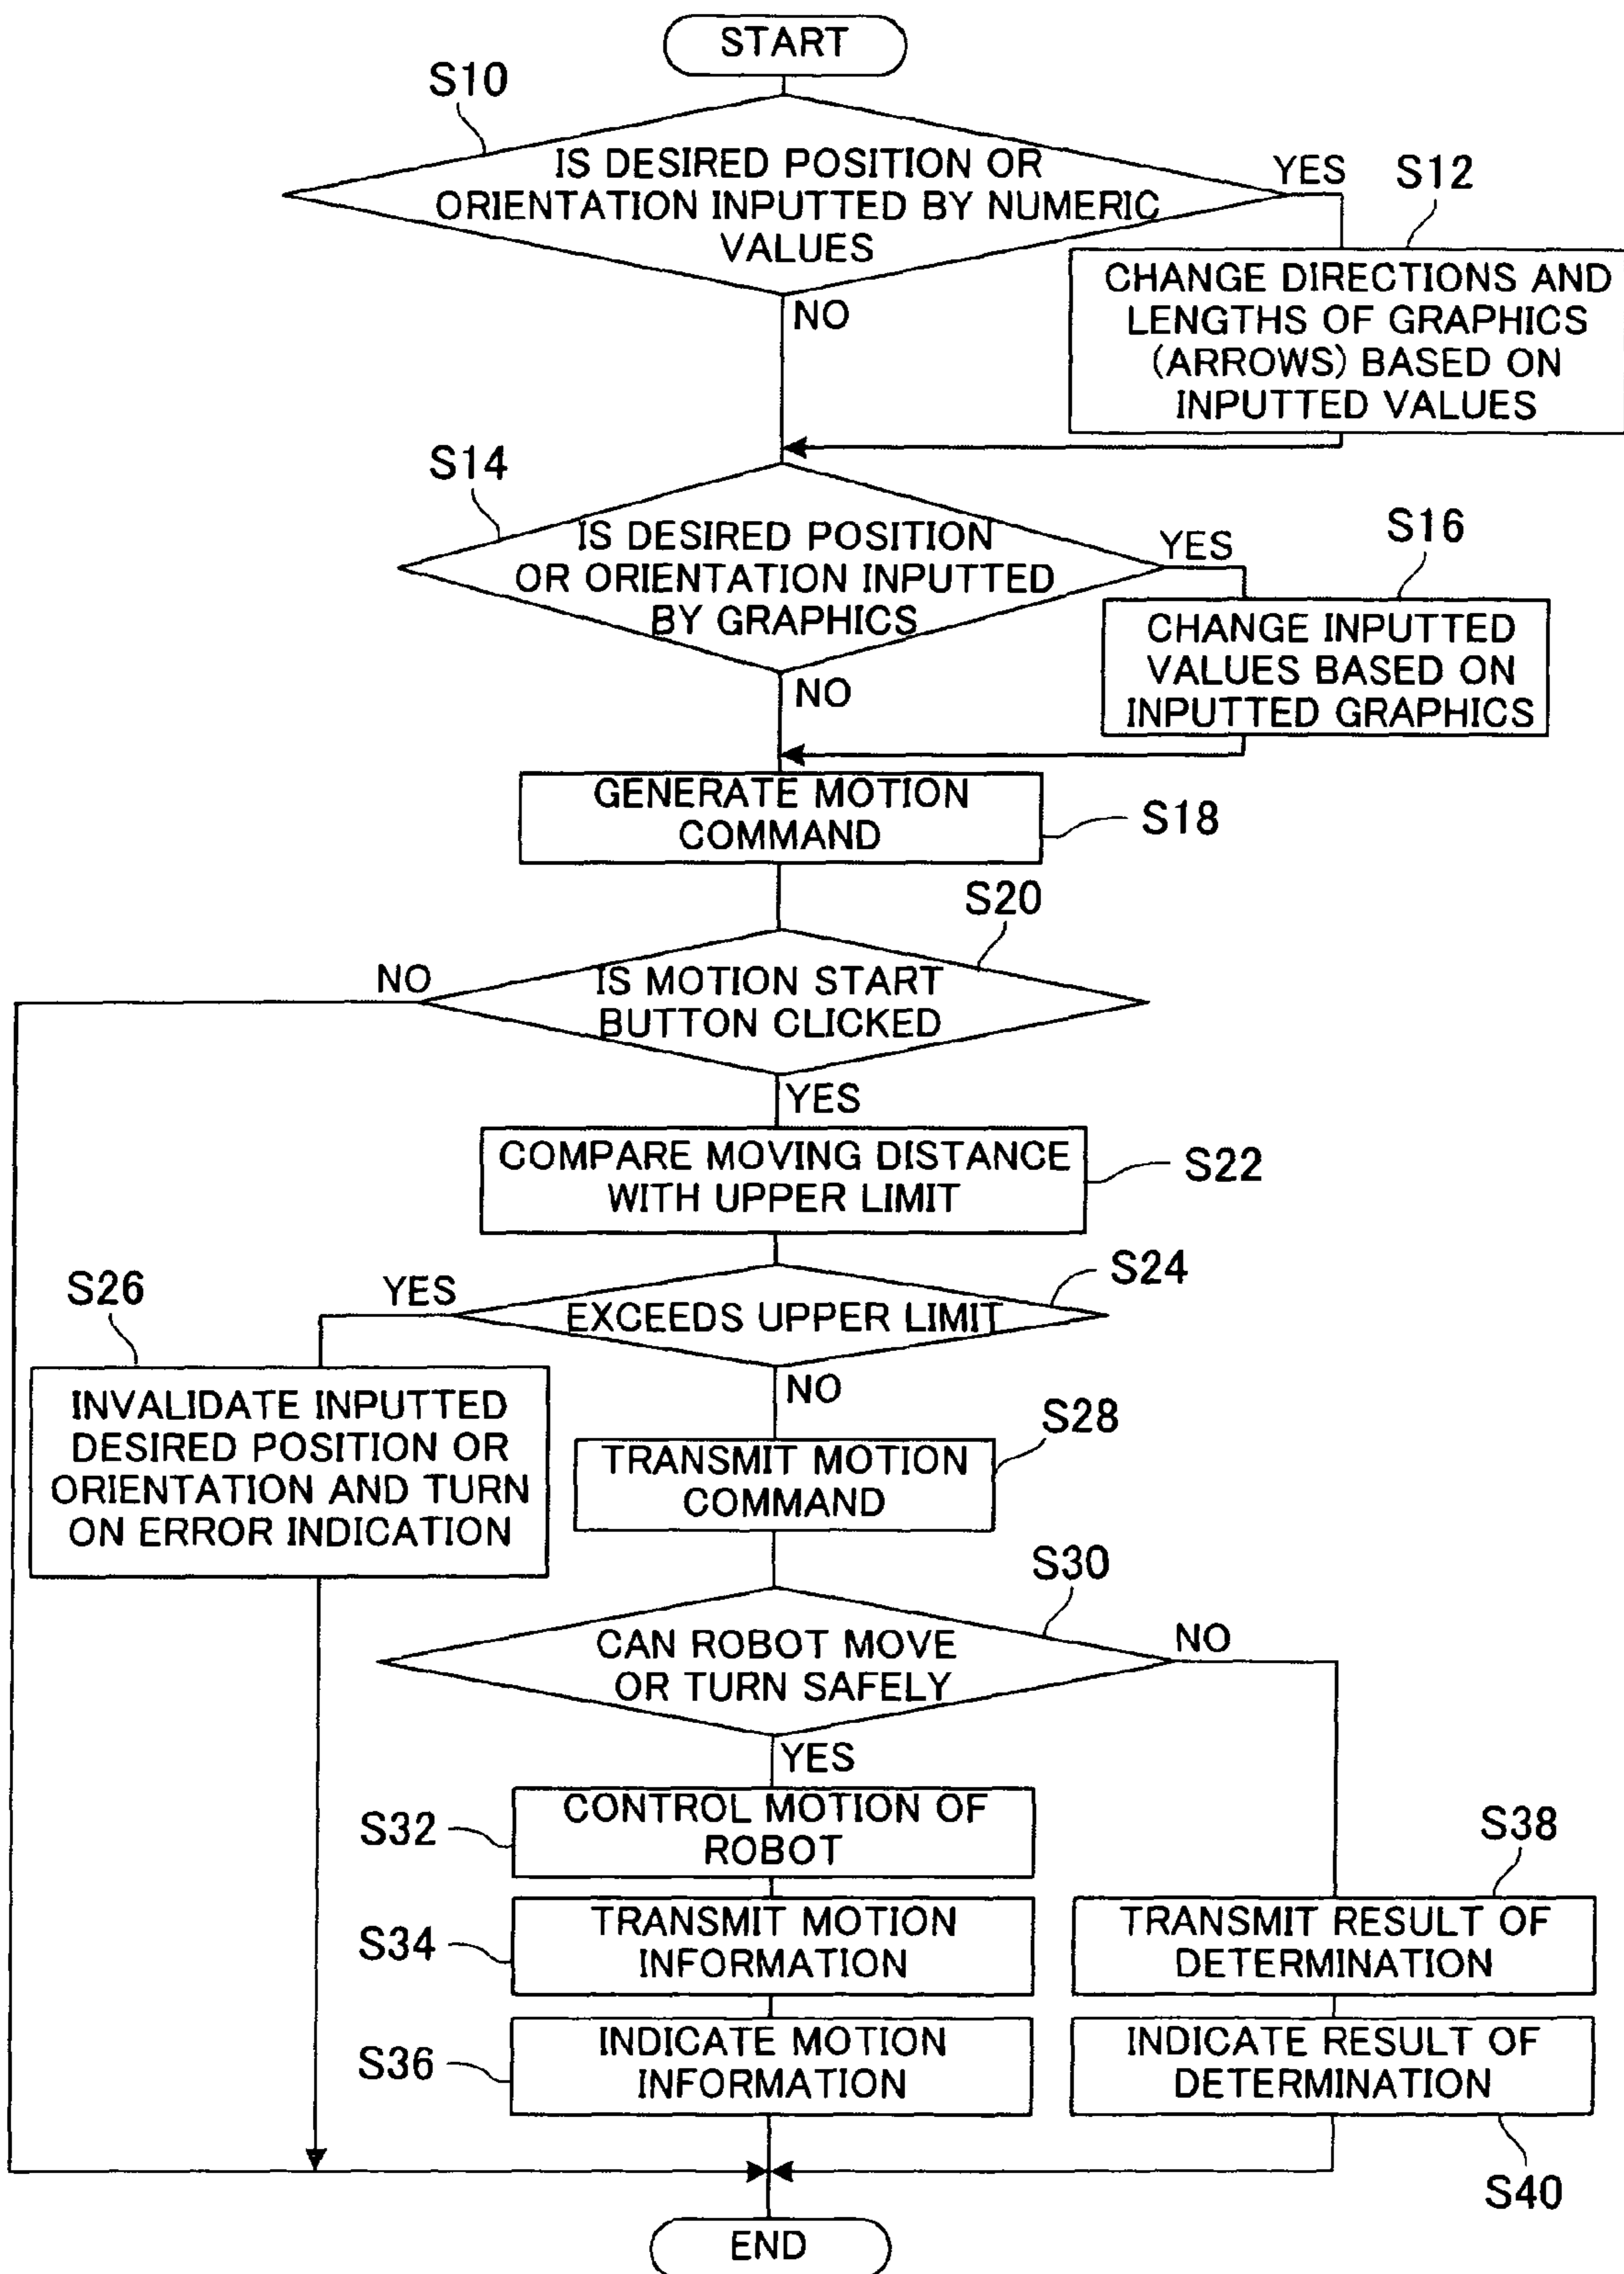 START
S10
IS DESIRED POSITION OR
ORIENTATION INPUTTED BY NUMERIC
VALUES
YES
S12
CHANGE DIRECTIONS AND
LENGTHS OF GRAPHICS
(ARROWS) BASED ON
INPUTTED VALUES
NO
S14
IS DESIRED POSITION
OR ORIENTATION INPUTTED
BY GRAPHICS
YES
S16
CHANGE INPUTTED
VALUES BASED ON
INPUTTED GRAPHICS
NO
GENERATE MOTION
COMMAND
S18
S20
NO
IS MOTION START
BUTTON CLICKED
YES
COMPARE MOVING DISTANCE
WITH UPPER LIMIT
S22
S24
S26
YES
EXCEEDS UPPER LIMIT
INVALIDATE INPUTTED
DESIRED POSITION OR
ORIENTATION AND TURN
ON ERROR INDICATION
NO
S28
TRANSMIT MOTION
COMMAND
S30
CAN ROBOT MOVE
OR TURN SAFELY
NO
YES
S32
CONTROL MOTION OF
ROBOT
S38
S34
TRANSMIT MOTION
INFORMATION
TRANSMIT RESULT OF
DETERMINATION
S36
INDICATE MOTION
INFORMATION
INDICATE RESULT OF
DETERMINATION
S40
END